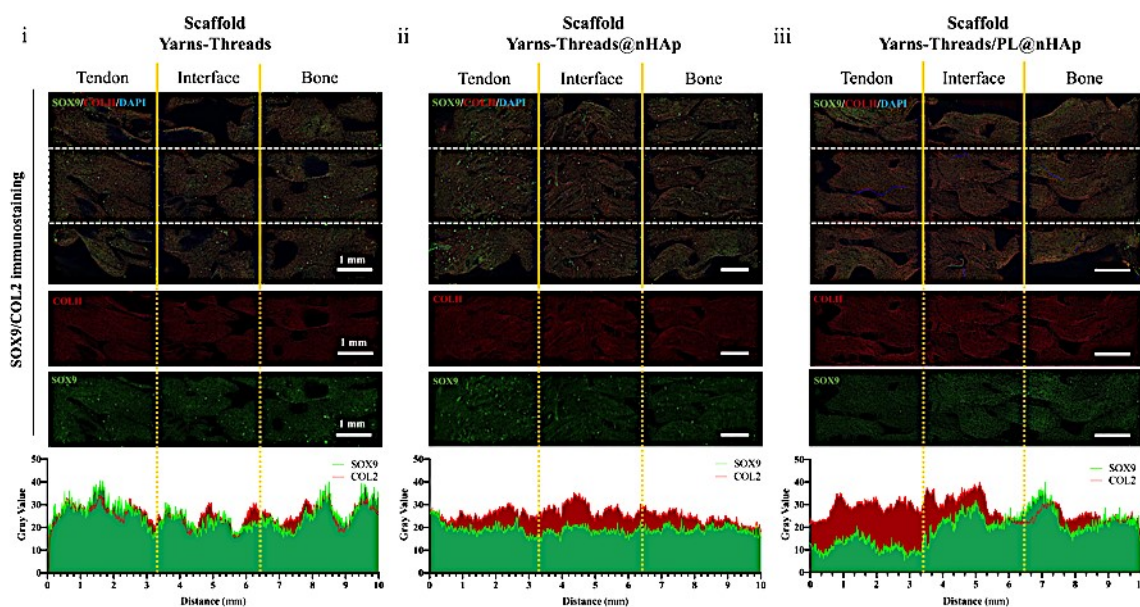 i
Scaffold
Yarns-Threads
Tendon Interface Bone
SOX9/COLII/DAPI
1 mm
COLII
1 mm
SOX9
1 mm
SOX9/COL2 immunostaining
50
40
30
20
10
0
Gray Value
SOX9
COL2
0 1 2 3 4 5 6 7 8 9 10
Distance (mm)
ii
Scaffold
Yarns-Threads@nHAp
Tendon Interface Bone
SOX9/COLII/DAPI
COLII
SOX9
50
40
30
20
10
0
Gray Value
SOX9
COL2
0 1 2 3 4 5 6 7 8 9 10
Distance (mm)
iii
Scaffold
Yarns-Threads/PL@nHAp
Tendon Interface Bone
SOX9/COLII/DAPI
COLII
SOX9
50
40
30
20
10
0
Gray Value
SOX9
COL2
0 1 2 3 4 5 6 7 8 9 1
Distance (mm)